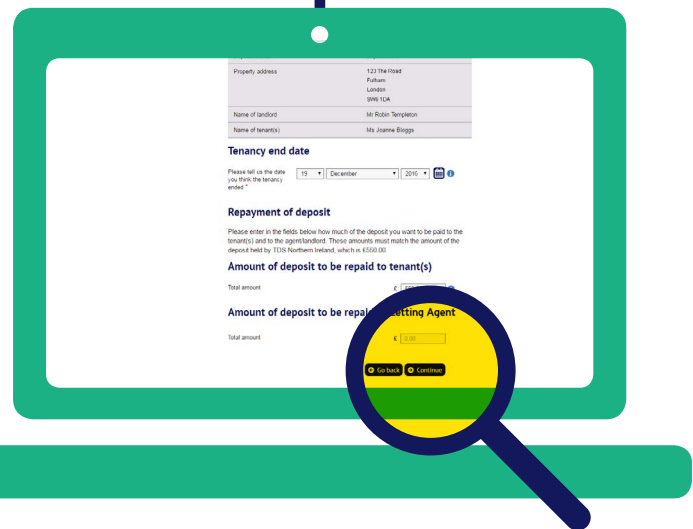 Property address 123 The Road
Fulham
London
SW6 1DA
Name of landlord Mr Robin Templeton
Name of tenant(s) Ms Joanne Bloggs
Tenancy end date
Please tell us the date 19 December 2016
you think the tenancy
ended *
Repayment of deposit
Please enter in the fields below how much of the deposit you want to be paid to the
tenant(s) and to the agent/landlord. These amounts must match the amount of the
deposit held by TDS Northern Ireland, which is £550.00.
Amount of deposit to be repaid to tenant(s)
Total amount £
Amount of deposit to be repai etting Agent
Total amount £ 0.00
Go back Continue